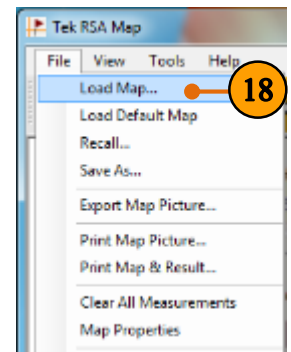 Tek RSA Map
File View Tools Help
Load Map...
18
Load Default Map
Recall...
Save As...
Export Map Picture...
Print Map Picture...
Print Map & Result...
Clear All Measurements
Map Properties